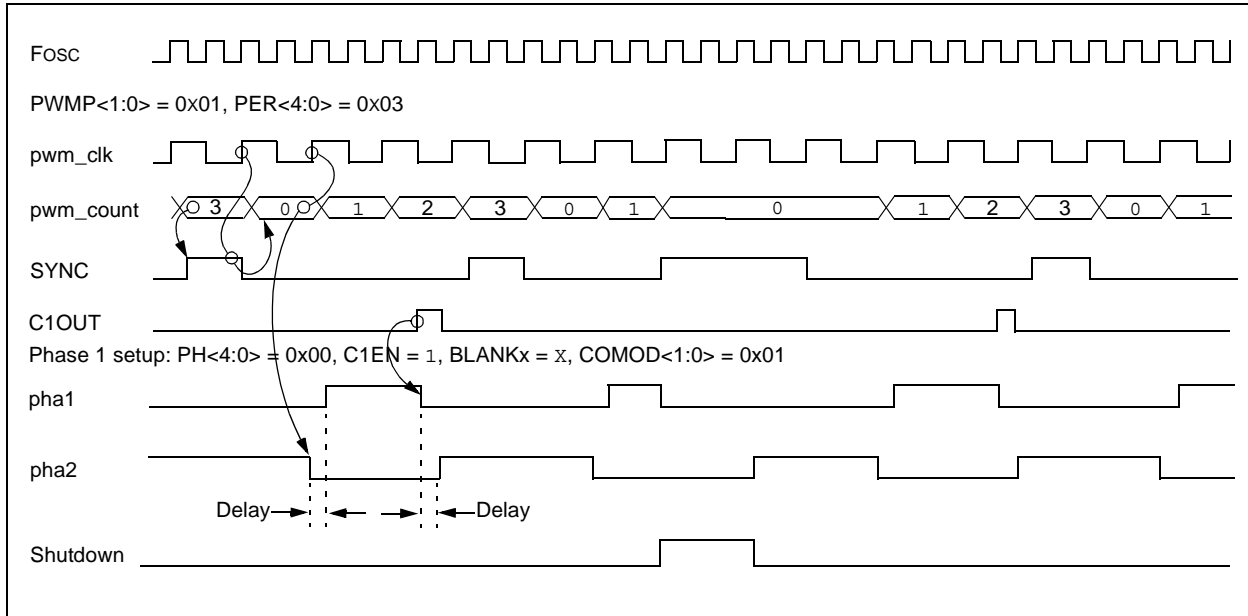 FOSC
PWMP<1:0> = 0x01, PER<4:0> = 0x03
pwm_clk
pwm_count 3 0 1 2 3 0 1 0 1 2 3 0 1
SYNC
C1OUT
Phase 1 setup: PH<4:0> = 0x00, C1EN = 1, BLANKx = X, COMOD<1:0> = 0x01
pha1
pha2
Delay Delay
Shutdown